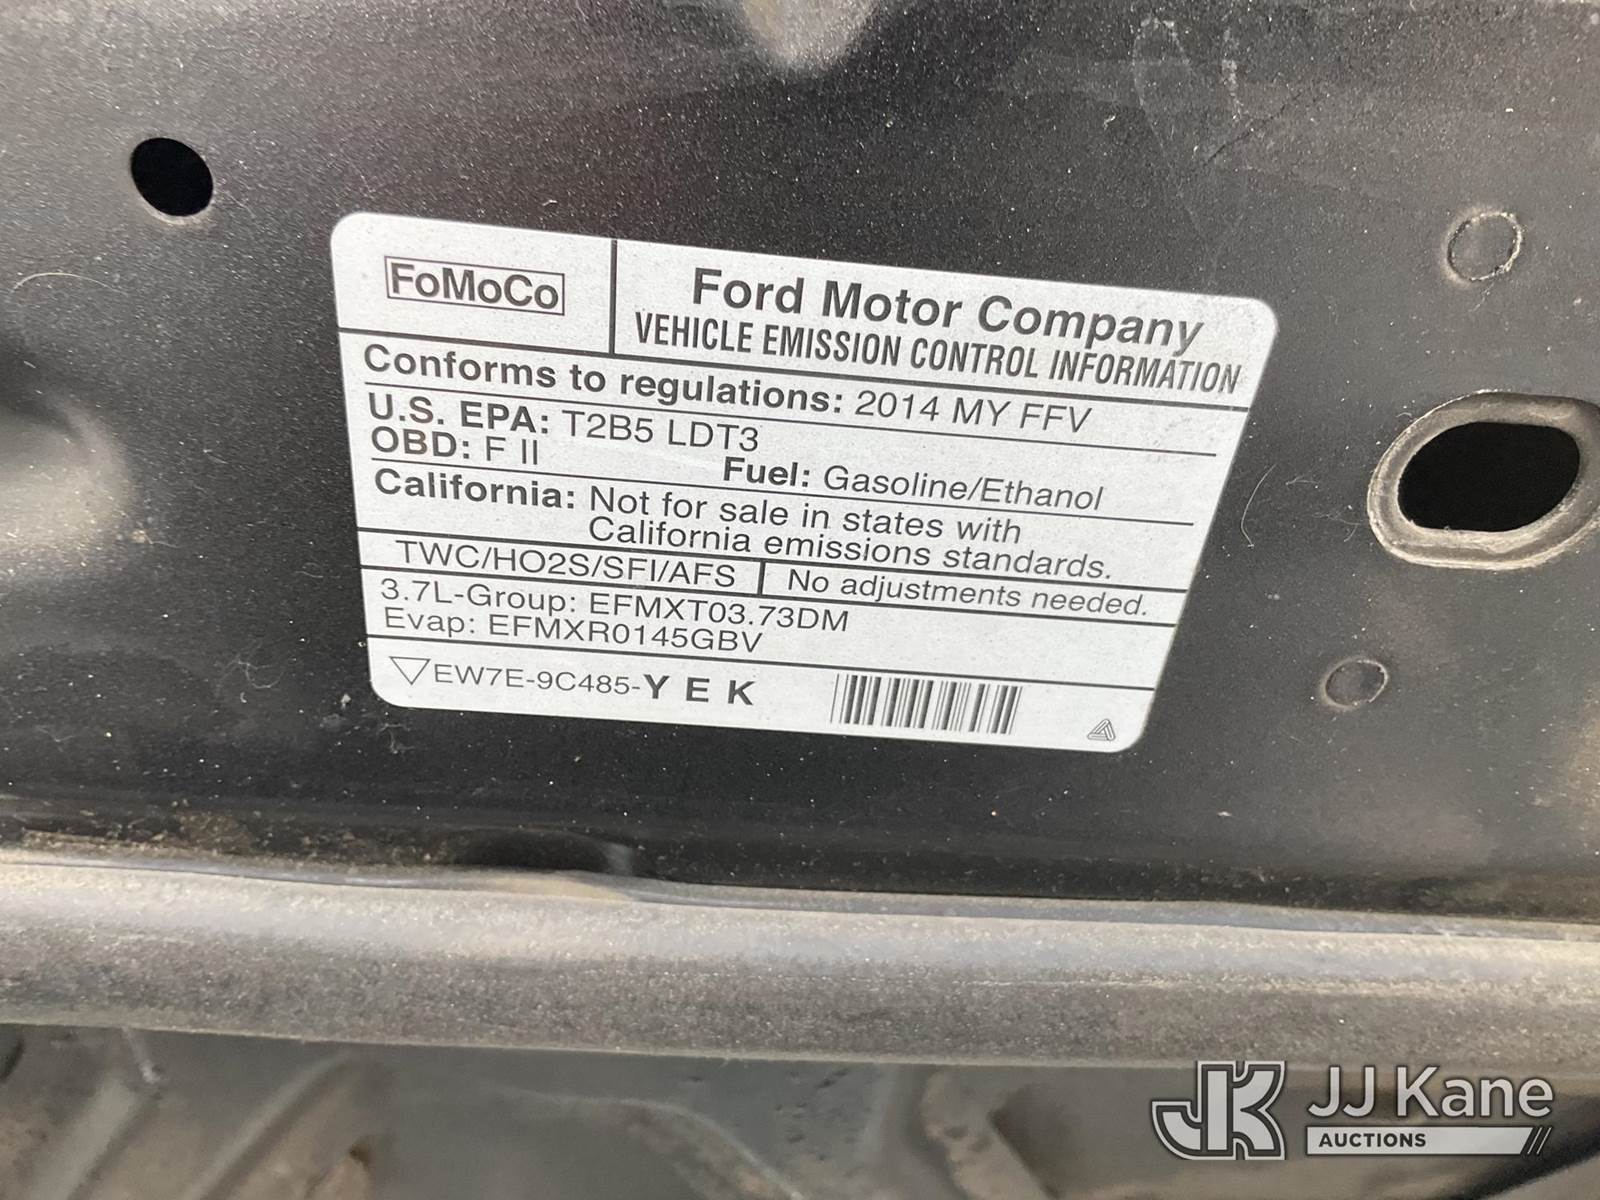 FoMoCo
Ford Motor Company
VEHICLE EMISSION CONTROL INFORMATION
Conforms to regulations: 2014 MY FFV
U.S. EPA: T2B5 LDT3
OBD: F II
Fuel: Gasoline/Ethanol
California: Not for sale in states with
California emissions standards.
TWC/HO2S/SFI/AFS
No adjustments needed.
3.7L-Group: EFMXT03.73DM
Evap: EFMXR0145GBV
EW7E-9C485-Y E K
JK JJ Kane
AUCTIONS